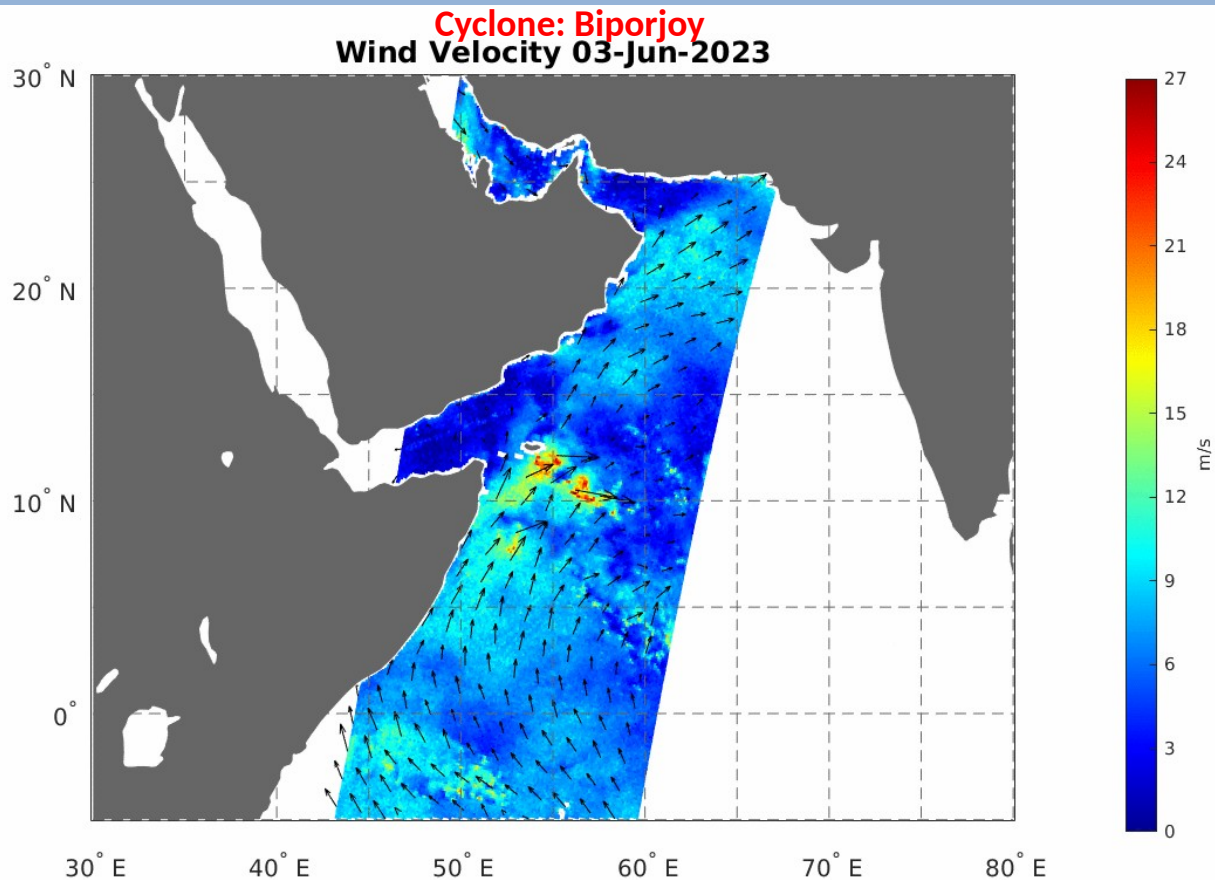 Cyclone: Biporjoy
Wind Velocity 03-Jun-2023
30° N
20° N
10° N
0°
30° E
40° E
50° E
60° E
70° E
80° E
27
24
21
18
15
12
9
6
3
0
m/s